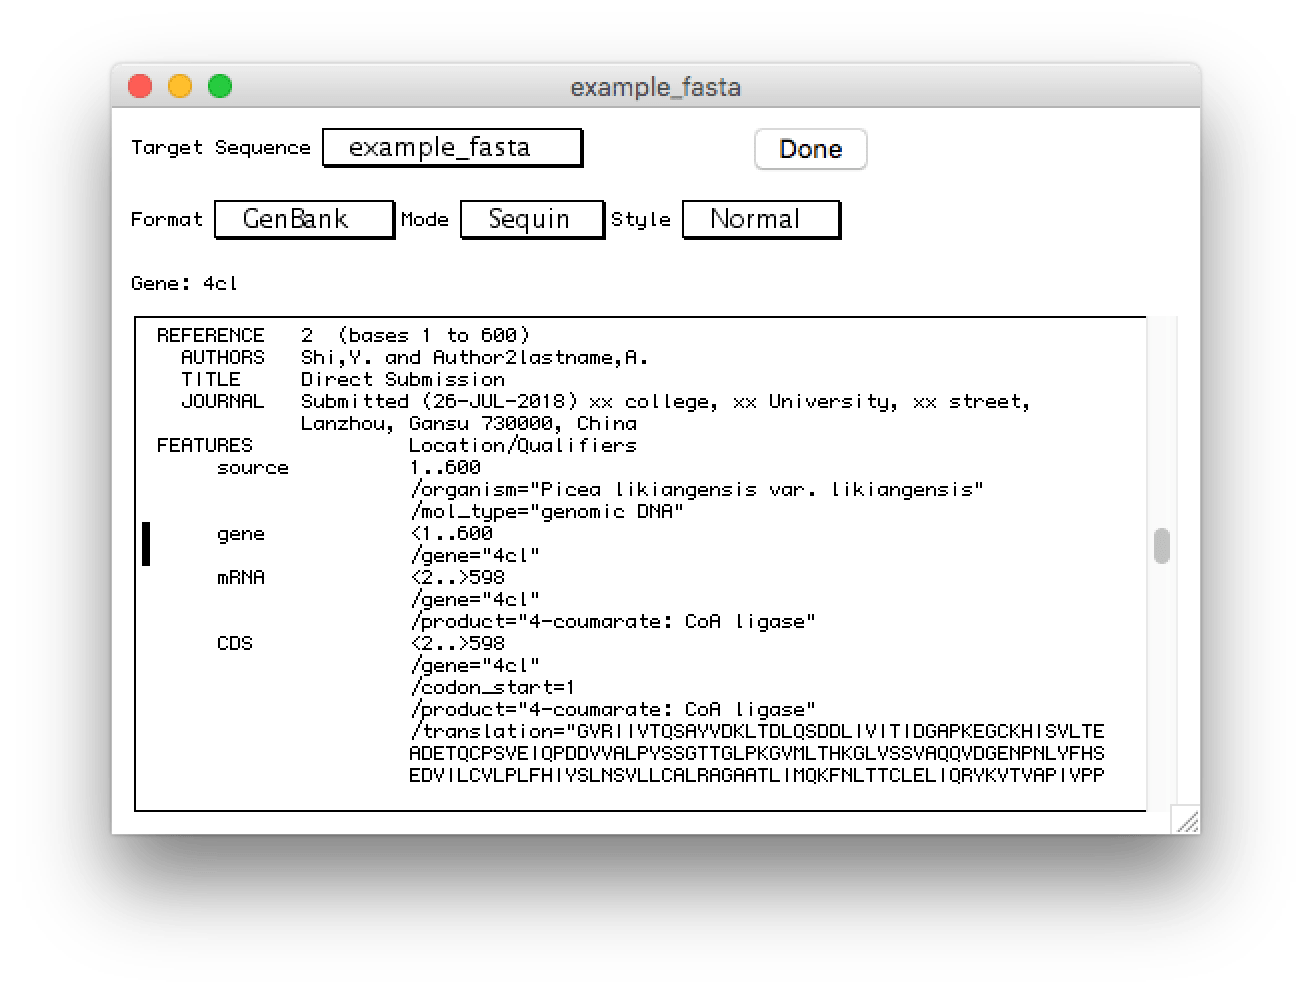 example_fasta
Target Sequence example_fasta Done
Format GenBank Mode Sequin Style Normal
Gene: 4cl
REFERENCE 2 (bases 1 to 600)
AUTHORS Shi,Y. and Author2lastname,A.
TITLE Direct Submission
JOURNAL Submitted (26-JUL-2018) xx college, xx University, xx street,
Lanzhou, Gansu 730000, China
FEATURES Location/Qualifiers
source 1..600
/organism="Picea likiangensis var. likiangensis"
/mol_type="genomic DNA"
gene <1..600
/gene="4cl"
mRNA <2..>598
/gene="4cl"
/product="4-coumarate: CoA ligase"
CDS <2..>598
/gene="4cl"
/codon_start=1
/product="4-coumarate: CoA ligase"
/translation="GVRIIVTQSAYVDKLTDLQSDDLIVITIDGAPKEGCKHISVLTE
ADETQCPSVEIQPDDVVALPYSSGTTGLPKGVMLTHKGLVSSVAQQVDGENPNLYFHS
EDVILCVLPLFHIYSLNSVLLCALRAGAATLIMQKFNLTTCLELIQRYKVTVAPIVPP